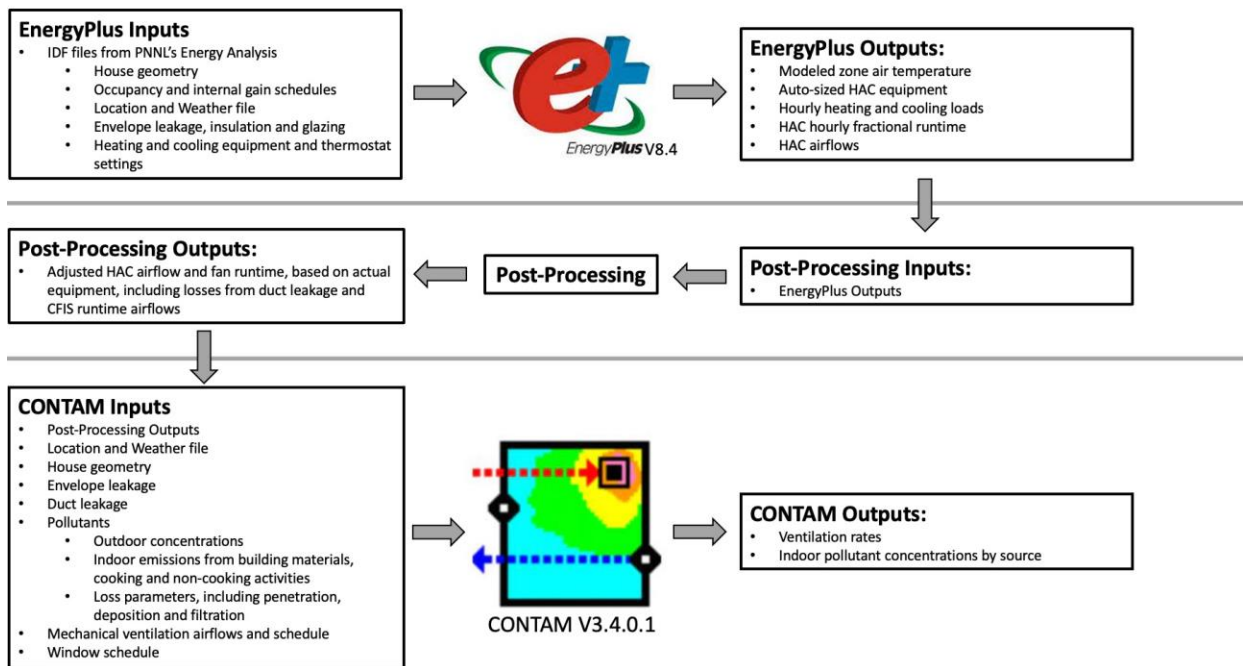 EnergyPlus Inputs
• IDF files from PNNL's Energy Analysis
• House geometry
• Occupancy and internal gain schedules
• Location and Weather file
• Envelope leakage, insulation and glazing
• Heating and cooling equipment and thermostat
settings
e+
EnergyPlus V8.4
EnergyPlus Outputs:
• Modeled zone air temperature
• Auto-sized HAC equipment
• Hourly heating and cooling loads
• HAC hourly fractional runtime
• HAC airflows
Post-Processing Inputs:
• EnergyPlus Outputs
Post-Processing
Post-Processing Outputs:
• Adjusted HAC airflow and fan runtime, based on actual
equipment, including losses from duct leakage and
CFIS runtime airflows
CONTAM Inputs
• Post-Processing Outputs
• Location and Weather file
• House geometry
• Envelope leakage
• Duct leakage
• Pollutants
• Outdoor concentrations
• Indoor emissions from building materials,
cooking and non-cooking activities
• Loss parameters, including penetration,
deposition and filtration
• Mechanical ventilation airflows and schedule
• Window schedule
CONTAM V3.4.0.1
CONTAM Outputs:
• Ventilation rates
• Indoor pollutant concentrations by source